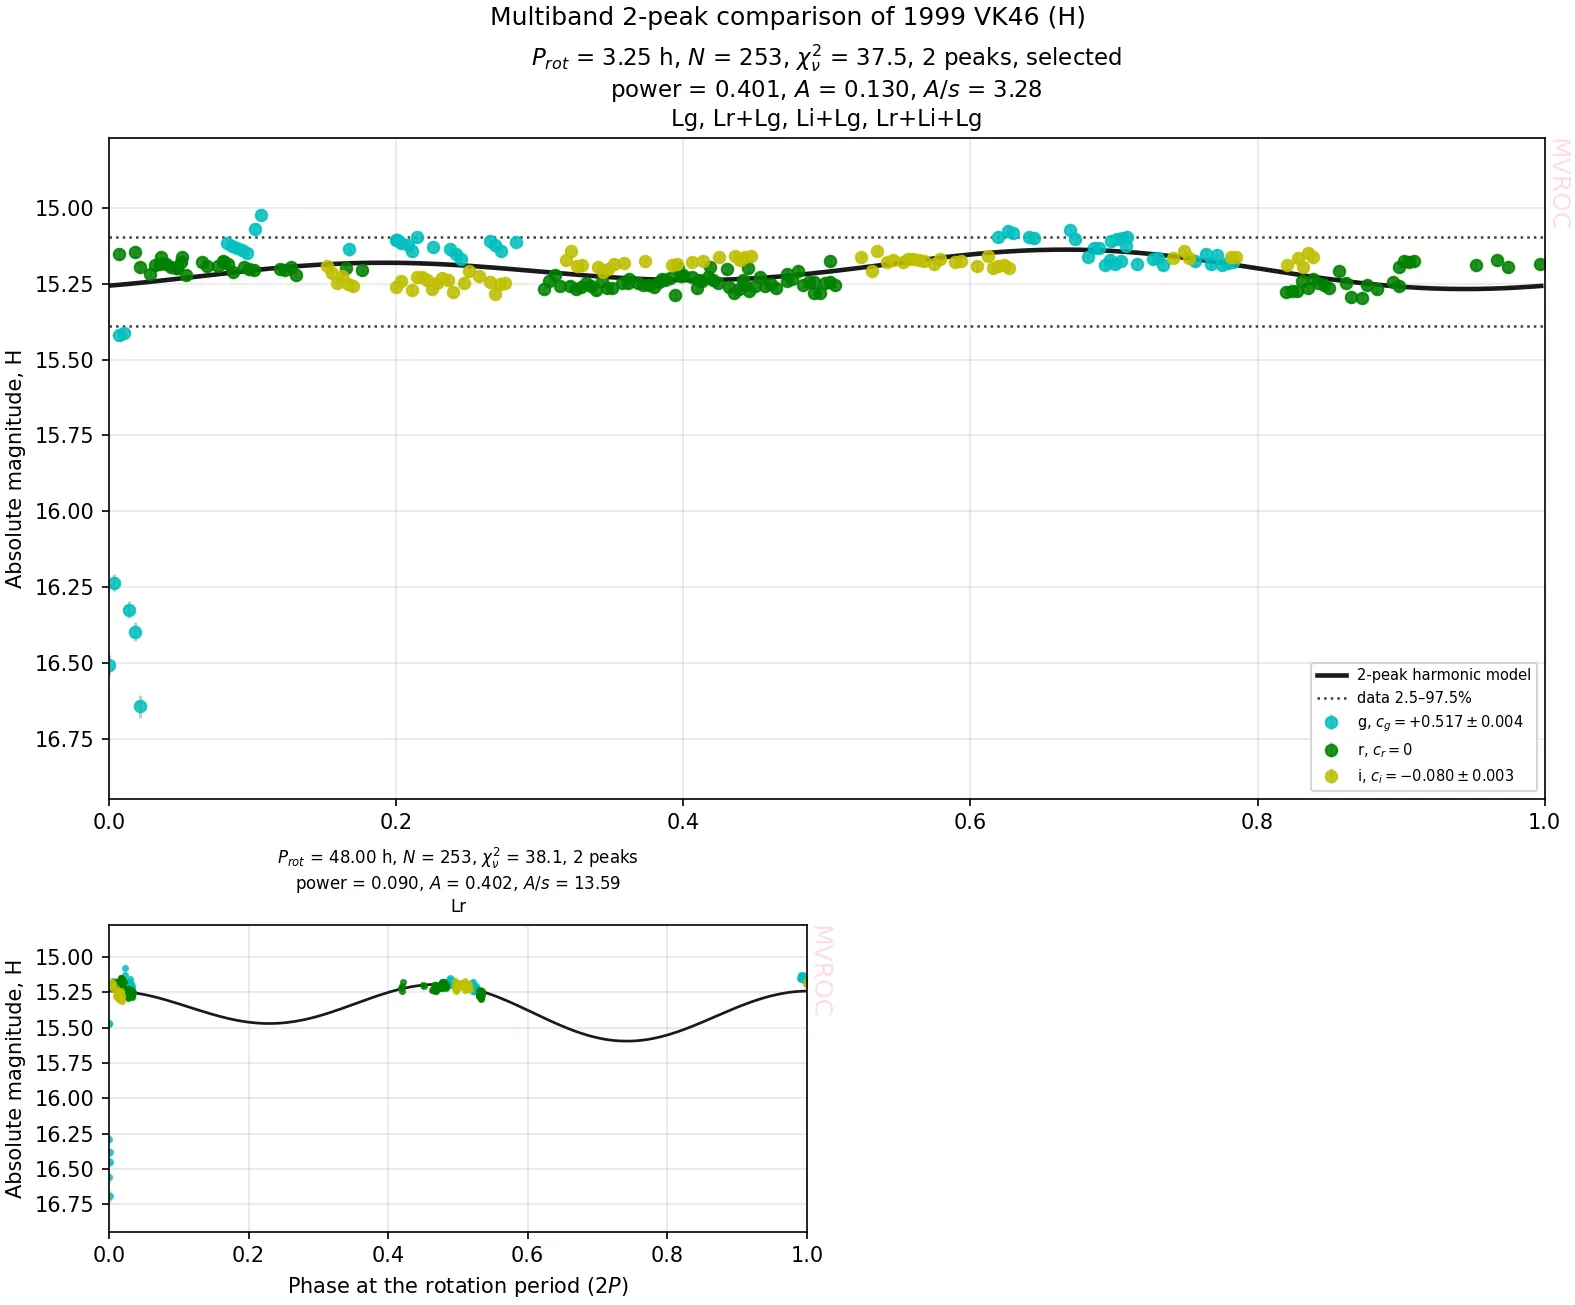 Multiband 2-peak comparison of 1999 VK46 (H)
P_rot = 3.25 h, N = 253, χ²_ν = 37.5, 2 peaks, selected
power = 0.401, A = 0.130, A/s = 3.28
Lg, Lr+Lg, Li+Lg, Lr+Li+Lg
MVROC
Absolute magnitude, H
15.00
15.25
15.50
15.75
16.00
16.25
16.50
16.75
2-peak harmonic model
data 2.5–97.5%
g, c_g = +0.517 ± 0.004
r, c_r = 0
i, c_i = −0.080 ± 0.003
0.0 0.2 0.4 0.6 0.8 1.0
P_rot = 48.00 h, N = 253, χ²_ν = 38.1, 2 peaks
power = 0.090, A = 0.402, A/s = 13.59
Lr
MVROC
Absolute magnitude, H
15.00
15.25
15.50
15.75
16.00
16.25
16.50
16.75
0.0 0.2 0.4 0.6 0.8 1.0
Phase at the rotation period (2P)